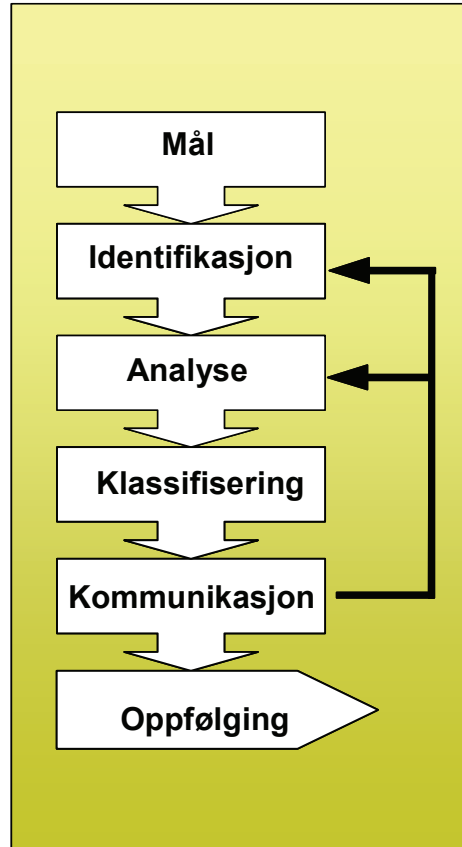 Mål
Identifikasjon
Analyse
Klassifisering
Kommunikasjon
Oppfølging